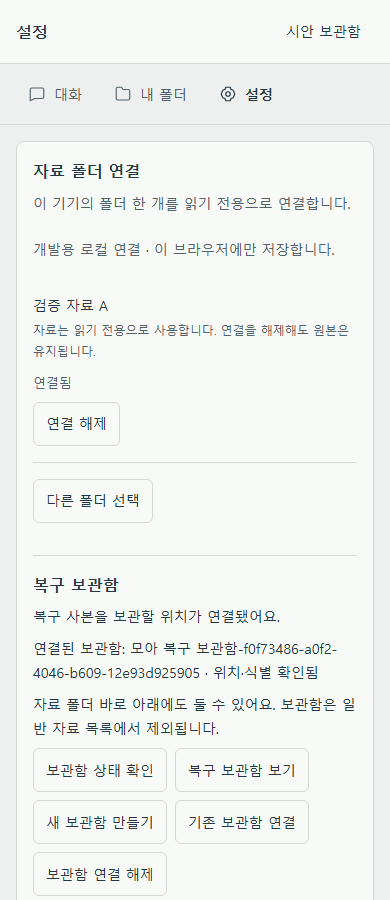 설정
시안 보관함
대화
내 폴더
설정
자료 폴더 연결
이 기기의 폴더 한 개를 읽기 전용으로 연결합니다.
개발용 로컬 연결 · 이 브라우저에만 저장합니다.
검증 자료 A
자료는 읽기 전용으로 사용합니다. 연결을 해제해도 원본은
유지됩니다.
연결됨
연결 해제
다른 폴더 선택
복구 보관함
복구 사본을 보관할 위치가 연결됐어요.
연결된 보관함: 모아 복구 보관함-f0f73486-a0f2-
4046-b609-12e93d925905 · 위치·식별 확인됨
자료 폴더 바로 아래에도 둘 수 있어요. 보관함은 일
반 자료 목록에서 제외됩니다.
보관함 상태 확인
복구 보관함 보기
새 보관함 만들기
기존 보관함 연결
보관함 연결 해제